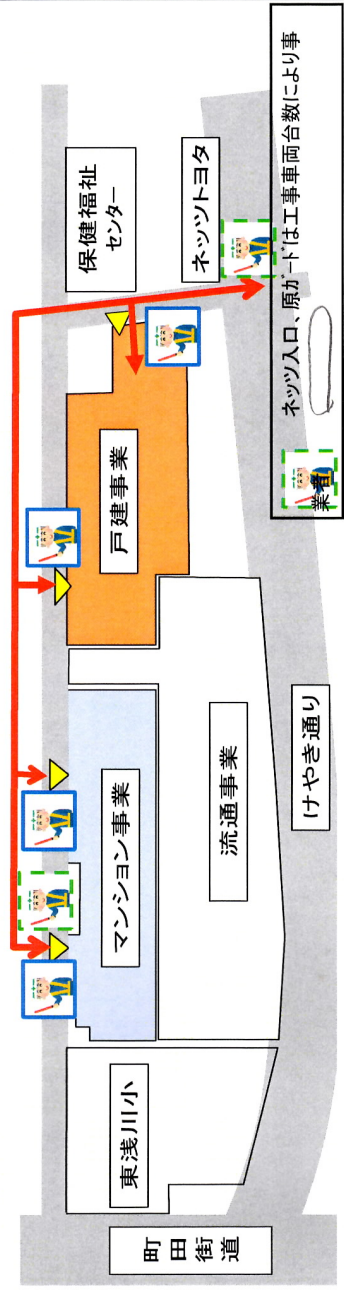 保健福祉
センター
ネッツトヨタ
戸建事業
マンション事業
流通事業
けやき通り
東浅川小
町田
街道
ネッツ入口、原ガードは工事車両台数により事
業者